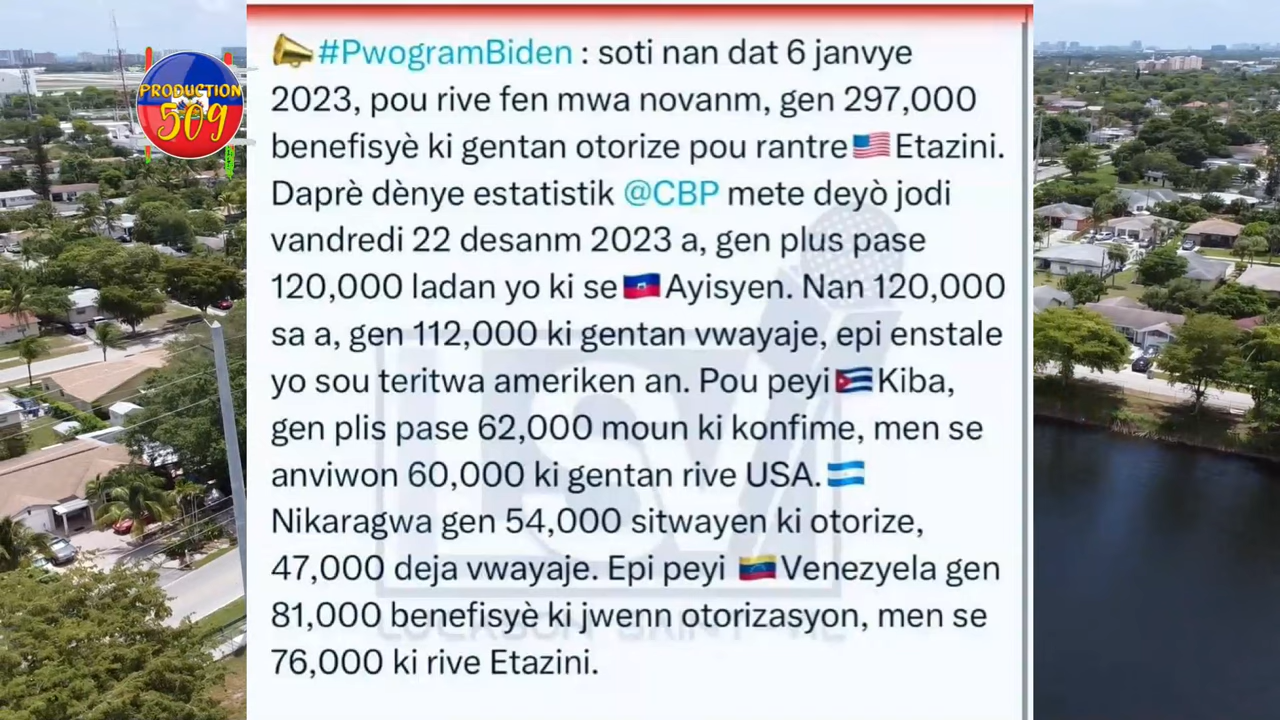 PRODUCTION
509
📣#PwogramBiden : soti nan dat 6 janvye
2023, pou rive fen mwa novanm, gen 297,000
benefisyè ki gentan otorize pou rantre🇺🇸Etazini.
Daprè dènye estatistik @CBP mete deyò jodi
vandredi 22 desanm 2023 a, gen plus pase
120,000 ladan yo ki se🇭🇹Ayisyen. Nan 120,000
sa a, gen 112,000 ki gentan vwayaje, epi enstale
yo sou teritwa ameriken an. Pou peyi🇨🇺Kiba,
gen plis pase 62,000 moun ki konfime, men se
anviwon 60,000 ki gentan rive USA.🇳🇮
Nikaragwa gen 54,000 sitwayen ki otorize,
47,000 deja vwayaje. Epi peyi 🇻🇪Venezyela gen
81,000 benefisyè ki jwenn otorizasyon, men se
76,000 ki rive Etazini.
LSV